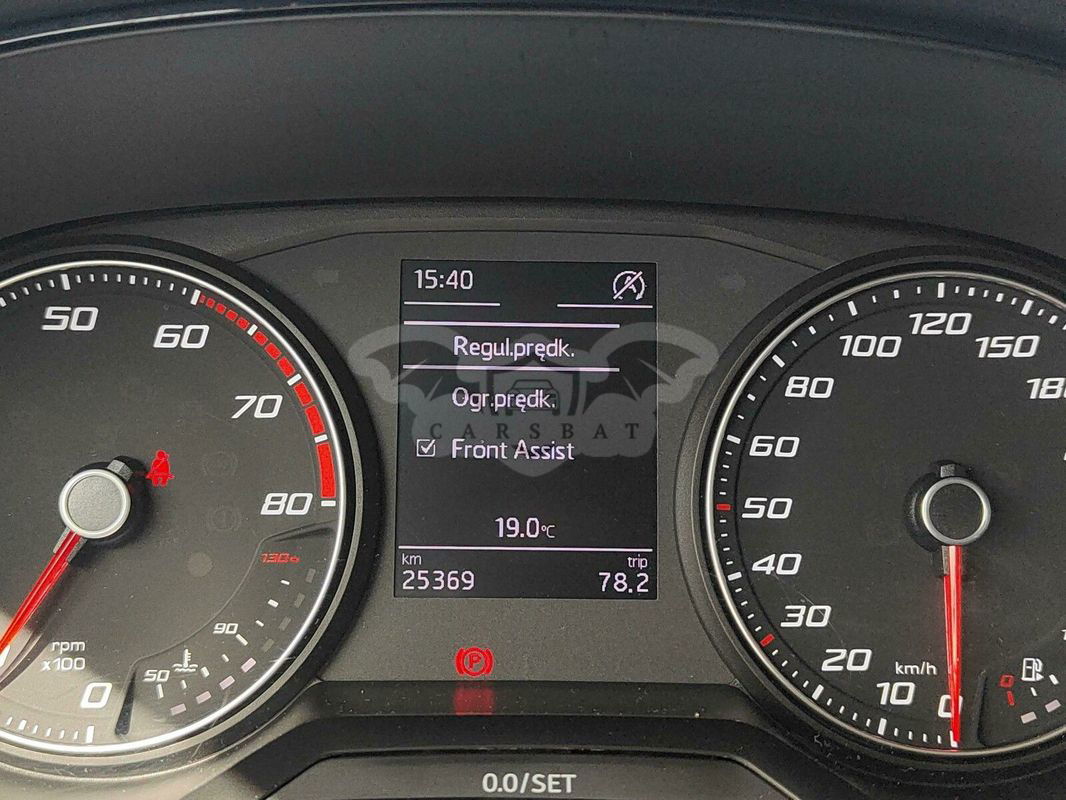 15:40
Regul.prędk.
Ogr.prędk.
CARSBAT
Front Assist
19.0°C
km
trip
25369
78.2
50
60
70
80
130
90
50
rpm
x100
0
120
100
150
80
60
50
40
30
20
10
0
km/h
0
P
0.0/SET